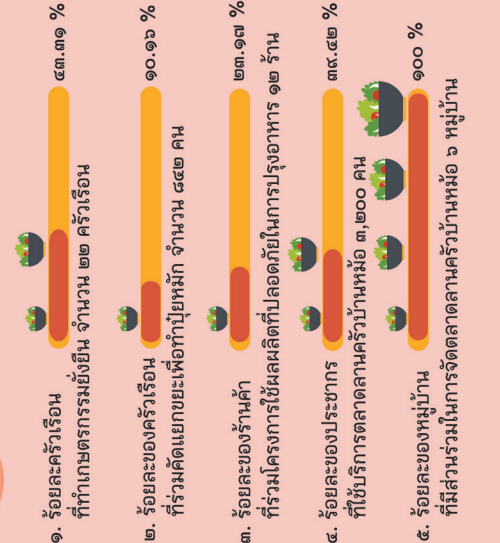 ๑. ร้อยละครัวเรือน ๔๓.๓๑ %
ที่ทำเกษตรกรรมยั่งยืน จำนวน ๒๒ ครัวเรือน
๒. ร้อยละของครัวเรือน ๑๐.๑๖ %
ที่ร่วมคัดแยกขยะเพื่อทำปุ๋ยหมัก จำนวน ๘๔๒ คน
๓. ร้อยละของร้านค้า ๒๓.๑๗ %
ที่ร่วมโครงการใช้ผลผลิตที่ปลอดภัยในการปรุงอาหาร ๑๒ ร้าน
๔. ร้อยละของประชากร ๓๙.๔๒ %
ที่ใช้บริการตลาดลานครัวบ้านหม้อ ๓,๒๐๐ คน
๕. ร้อยละของหมู่บ้าน ๑๐๐ %
ที่มีส่วนร่วมในการจัดตลาดลานครัวบ้านหม้อ ๖ หมู่บ้าน